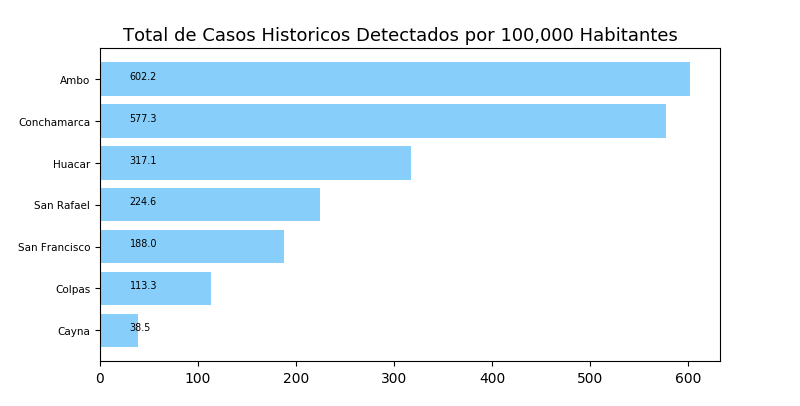 Total de Casos Historicos Detectados por 100,000 Habitantes
Ambo 602.2
Conchamarca 577.3
Huacar 317.1
San Rafael 224.6
San Francisco 188.0
Colpas 113.3
Cayna 38.5
0 100 200 300 400 500 600